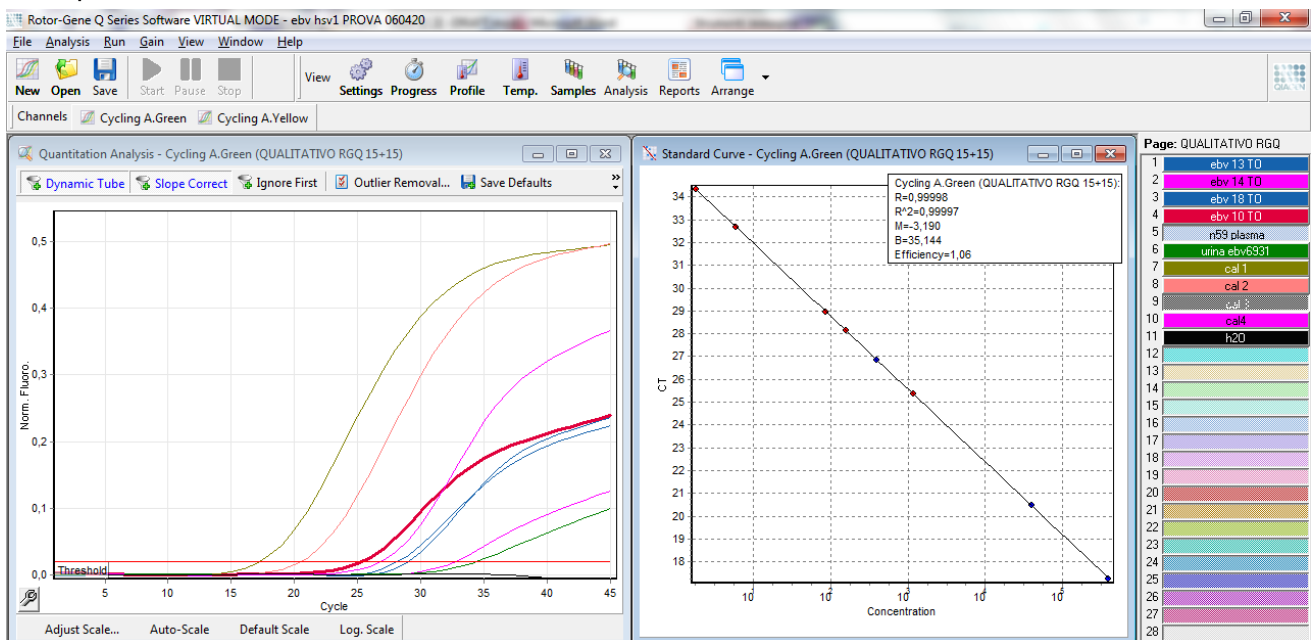 Rotor-Gene Q Series Software VIRTUAL MODE - ebv hsv1 PROVA 060420
File Analysis Run Gain View Window Help
New Open Save Start Pause Stop View Settings Progress Profile Temp. Samples Analysis Reports Arrange
Channels Cycling A.Green Cycling A.Yellow
Quantitation Analysis - Cycling A.Green (QUALITATIVO RGQ 15+15)
Dynamic Tube Slope Correct Ignore First Outlier Removal... Save Defaults
0,5
0,4
0,3
0,2
0,1
0,0
Norm. Fluoro.
Threshold
5 10 15 20 25 30 35 40 45
Cycle
Adjust Scale... Auto-Scale Default Scale Log. Scale
Standard Curve - Cycling A.Green (QUALITATIVO RGQ 15+15)
Cycling A.Green (QUALITATIVO RGQ 15+15):
R=0,99998
R^2=0,99997
M=-3,190
B=35,144
Efficiency=1,06
34
33
32
31
30
29
28
27
26
25
24
23
22
21
20
19
18
CT
10¹ 10² 10³ 10⁴ 10⁵
Concentration
Page: QUALITATIVO RGQ
1 ebv 13 TO
2 ebv 14 TO
3 ebv 18 TO
4 ebv 10 TO
5 n59 plasma
6 urina ebv6931
7 cal 1
8 cal 2
9 cal 3
10 cal4
11 h2O
12
13
14
15
16
17
18
19
20
21
22
23
24
25
26
27
28